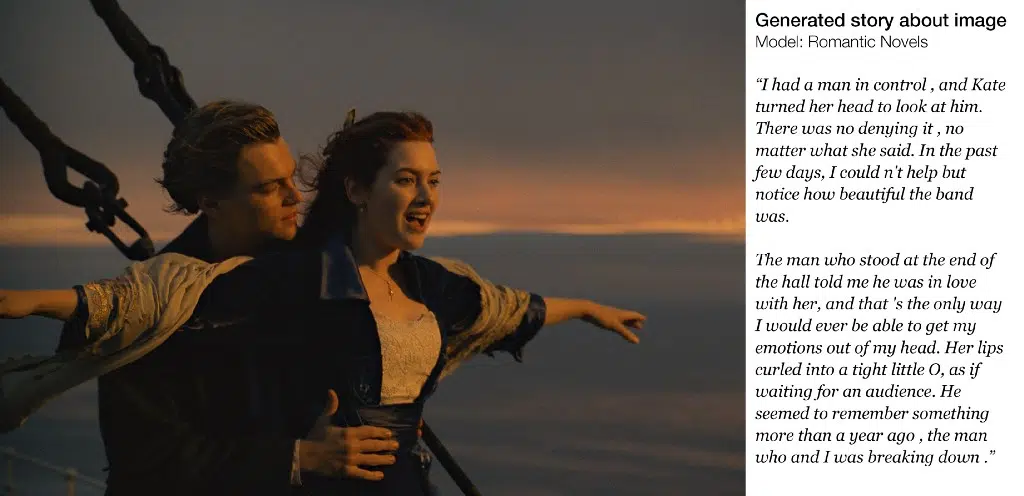 Generated story about image
Model: Romantic Novels
“I had a man in control , and Kate
turned her head to look at him.
There was no denying it , no
matter what she said. In the past
few days, I could n't help but
notice how beautiful the band
was.
The man who stood at the end of
the hall told me he was in love
with her, and that 's the only way
I would ever be able to get my
emotions out of my head. Her lips
curled into a tight little O, as if
waiting for an audience. He
seemed to remember something
more than a year ago , the man
who and I was breaking down .”